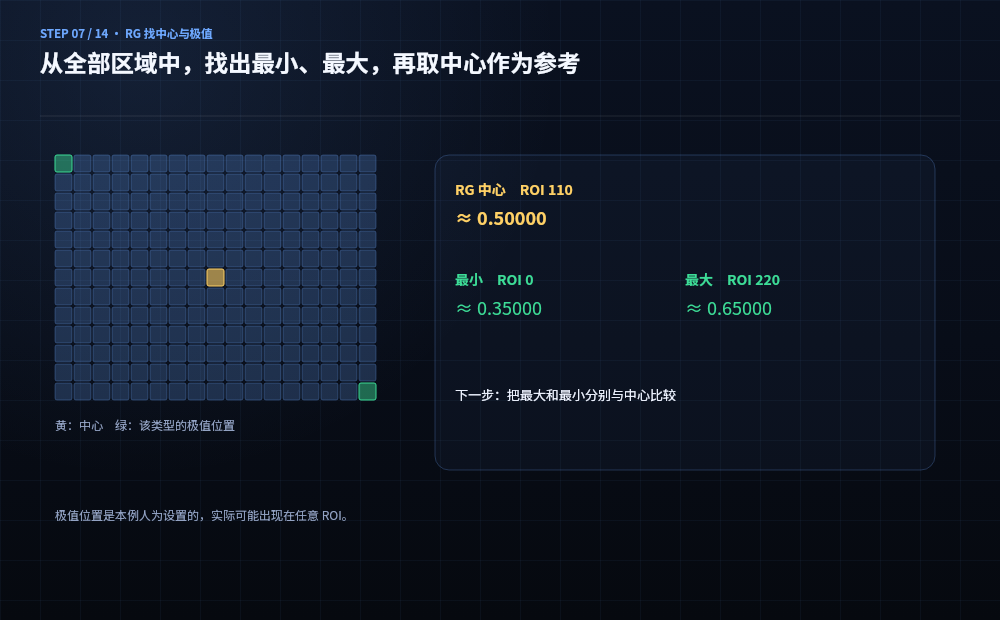 STEP 07 / 14 · RG 找中心与极值
从全部区域中，找出最小、最大，再取中心作为参考
RG 中心 ROI 110
≈ 0.50000
最小 ROI 0
≈ 0.35000
最大 ROI 220
≈ 0.65000
下一步：把最大和最小分别与中心比较
黄：中心 绿：该类型的极值位置
极值位置是本例人为设置的，实际可能出现在任意 ROI。